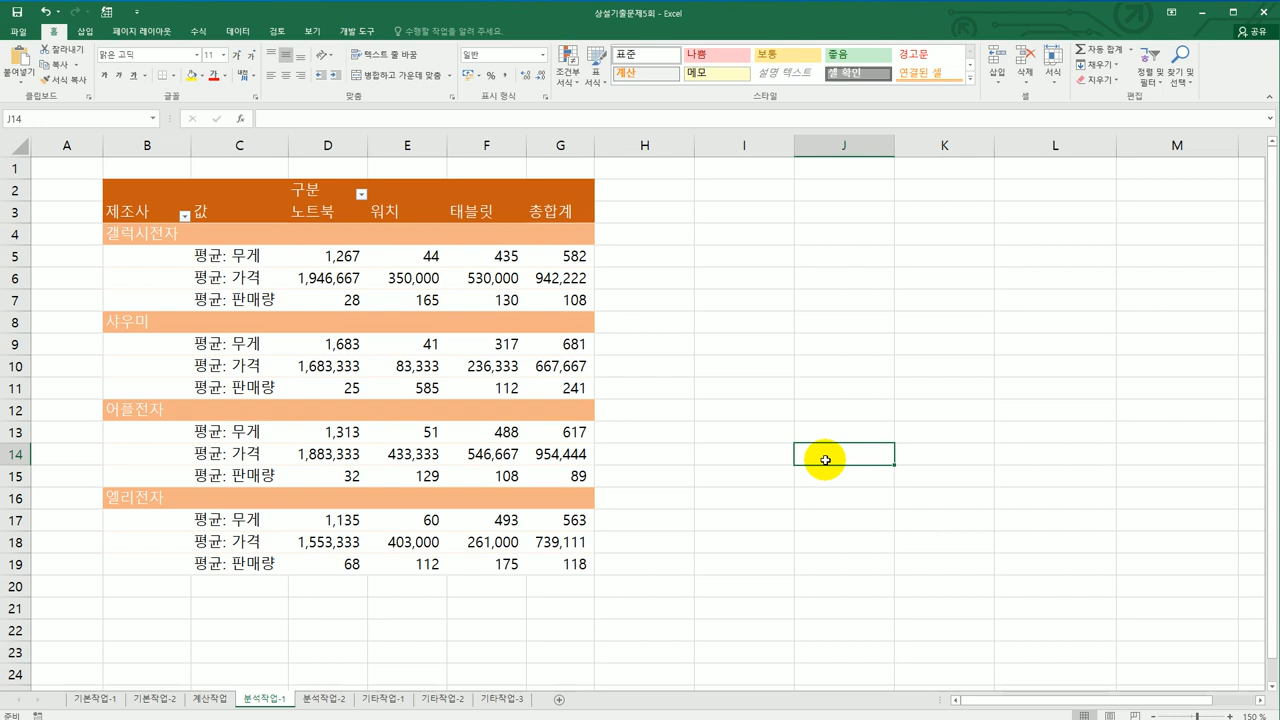 상설기출문제5회 - Excel
파일 홈 삽입 페이지 레이아웃 수식 데이터 검토 보기 개발 도구 수행할 작업을 알려 주세요. 공유
붙여넣기
잘라내기
복사
서식 복사
클립보드
맑은 고딕 11
가 가 가
글꼴
텍스트 줄 바꿈
병합하고 가운데 맞춤
맞춤
일반
표시 형식
조건부 서식
표 서식
표준 나쁨 보통 좋음 경고문
계산 메모 설명 텍스트 셀 확인 연결된 셀
스타일
삽입 삭제 서식
셀
자동 합계
채우기
지우기
정렬 및 필터
찾기 및 선택
편집
J14
fx
A B C D E F G H I J K L M
1
2 구분
3 제조사 값 노트북 워치 태블릿 총합계
4 갤럭시전자
5 평균: 무게 1,267 44 435 582
6 평균: 가격 1,946,667 350,000 530,000 942,222
7 평균: 판매량 28 165 130 108
8 샤우미
9 평균: 무게 1,683 41 317 681
10 평균: 가격 1,683,333 83,333 236,333 667,667
11 평균: 판매량 25 585 112 241
12 어플전자
13 평균: 무게 1,313 51 488 617
14 평균: 가격 1,883,333 433,333 546,667 954,444
15 평균: 판매량 32 129 108 89
16 엘리전자
17 평균: 무게 1,135 60 493 563
18 평균: 가격 1,553,333 403,000 261,000 739,111
19 평균: 판매량 68 112 175 118
20
21
22
23
24
기본작업-1 기본작업-2 계산작업 분석작업-1 분석작업-2 기타작업-1 기타작업-2 기타작업-3
준비 150 %